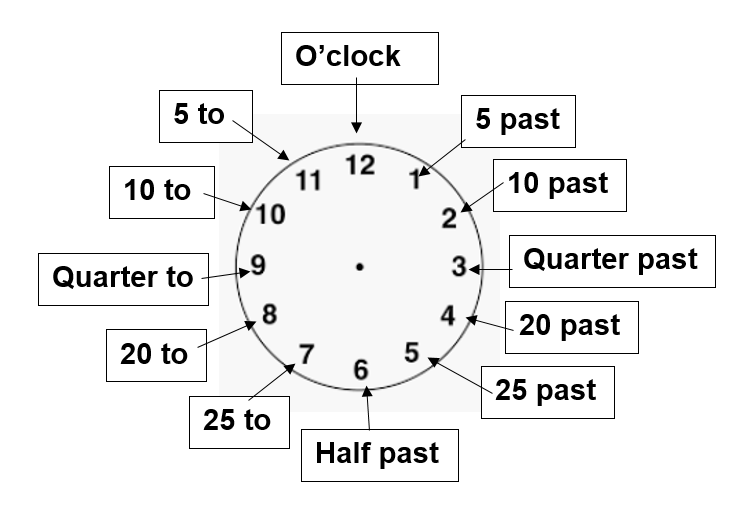 O’clock
5 to
5 past
12
11
1
10 to
10 past
10
2
Quarter to
9
3
Quarter past
8
4
20 past
20 to
7
5
6
25 past
25 to
Half past